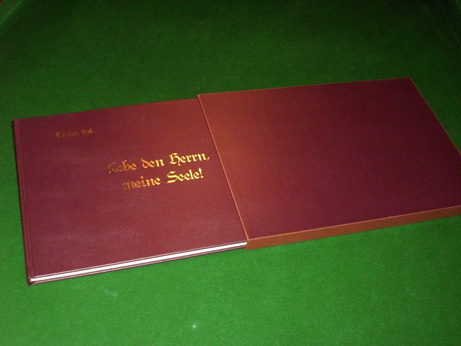 Lobe den Herrn,
meine Seele!